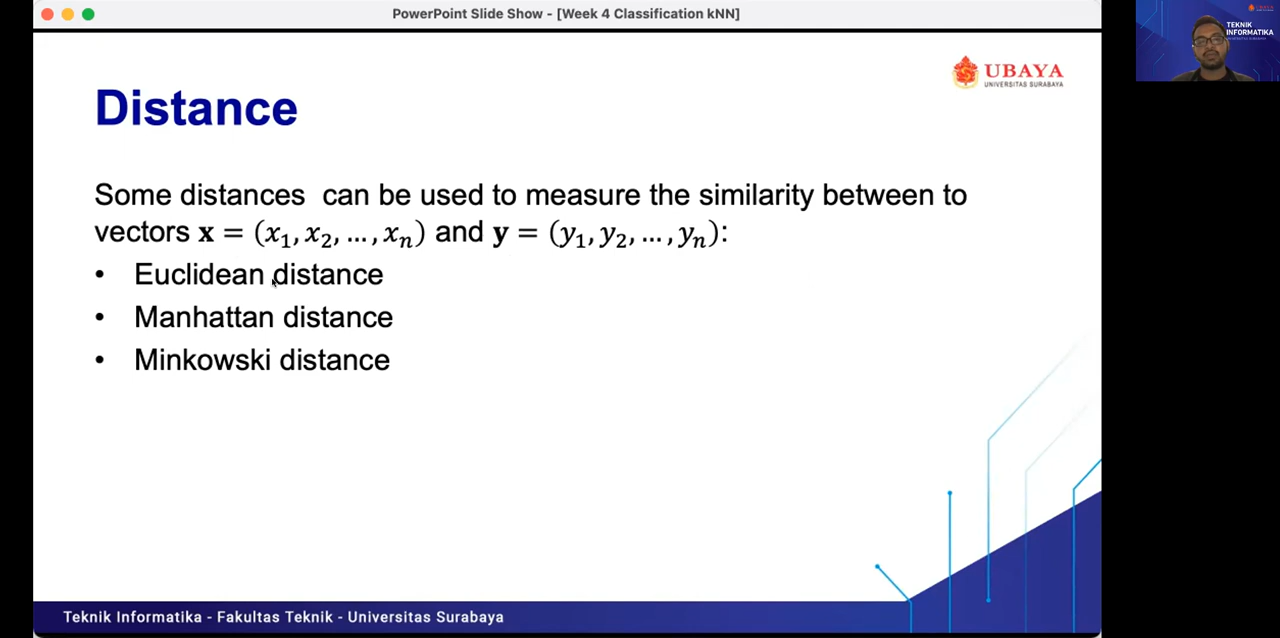 PowerPoint Slide Show - [Week 4 Classification kNN]
TEKNIK
INFORMATIKA
UBAYA
UNIVERSITAS SURABAYA
Distance
Some distances can be used to measure the similarity between to
vectors x = (x₁, x₂, ..., xₙ) and y = (y₁, y₂, ..., yₙ):
• Euclidean distance
• Manhattan distance
• Minkowski distance
Teknik Informatika - Fakultas Teknik - Universitas Surabaya